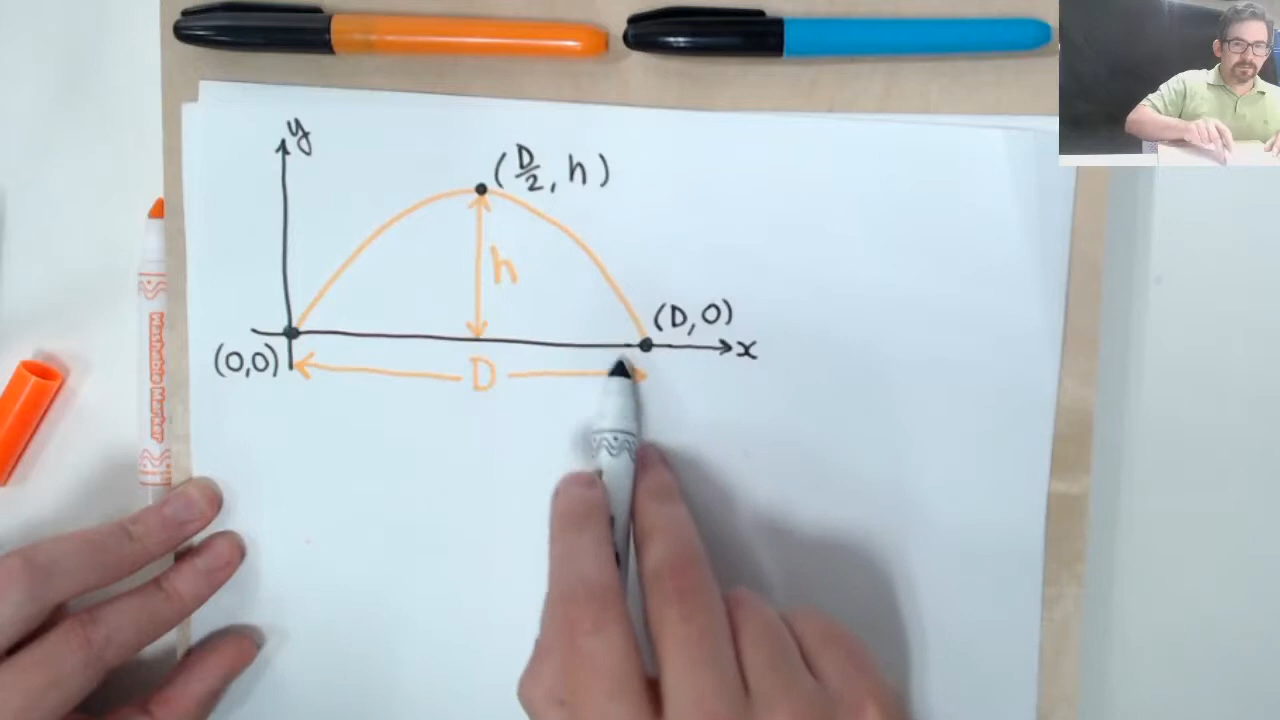 y
(D/2, h)
h
(D,0)
x
(0,0)
D
Washable Marker